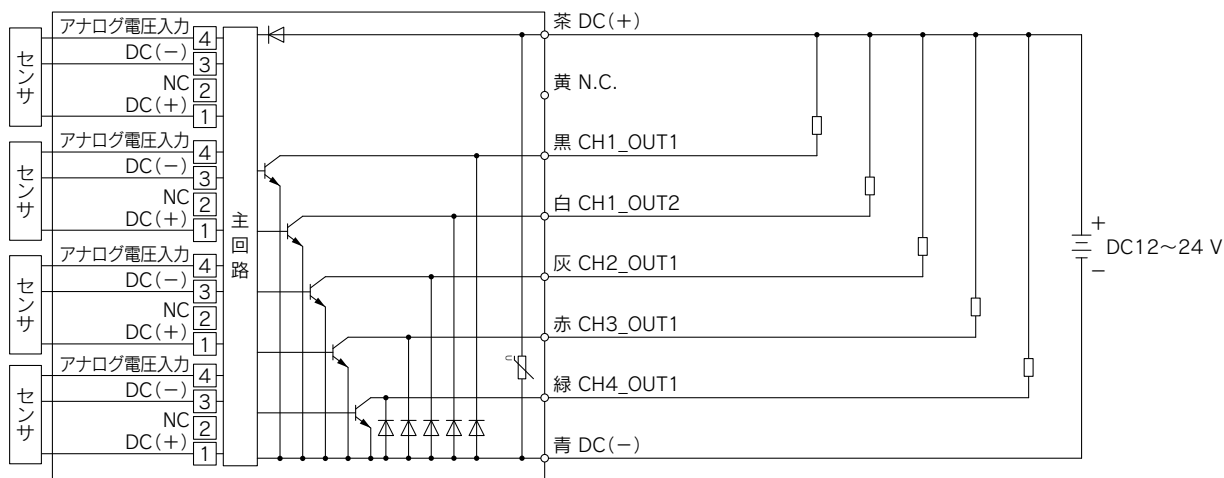 センサ
アナログ電圧入力 4
DC(−) 3
NC 2
DC(+) 1
センサ
アナログ電圧入力 4
DC(−) 3
NC 2
DC(+) 1
センサ
アナログ電圧入力 4
DC(−) 3
NC 2
DC(+) 1
センサ
アナログ電圧入力 4
DC(−) 3
NC 2
DC(+) 1
主回路
茶 DC(+)
黄 N.C.
黒 CH1_OUT1
白 CH1_OUT2
灰 CH2_OUT1
赤 CH3_OUT1
緑 CH4_OUT1
青 DC(−)
+
DC12～24 V
−